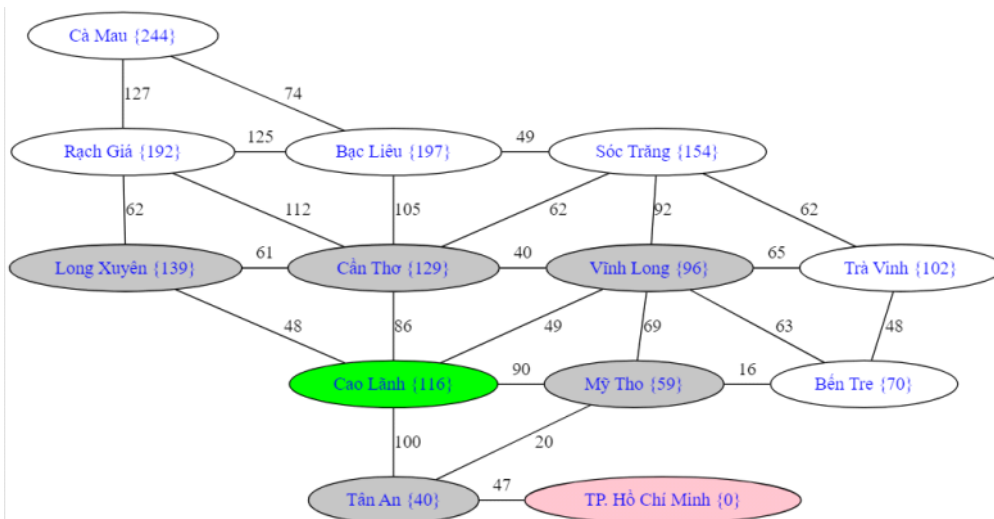 Cà Mau {244}
127
74
Rạch Giá {192}
125
Bạc Liêu {197}
49
Sóc Trăng {154}
62
112
105
62
92
62
Long Xuyên {139}
61
Cần Thơ {129}
40
Vĩnh Long {96}
65
Trà Vinh {102}
48
86
49
69
63
48
Cao Lãnh {116}
90
Mỹ Tho {59}
16
Bến Tre {70}
100
20
Tân An {40}
47
TP. Hồ Chí Minh {0}